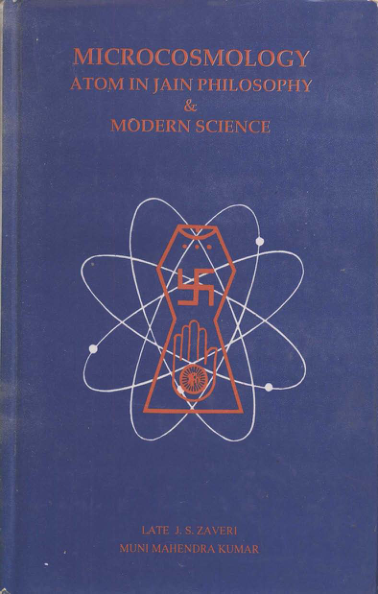 MICROCOSMOLOGY
ATOM IN JAIN PHILOSOPHY
&
MODERN SCIENCE
LATE J. S. ZAVERI
MUNI MAHENDRA KUMAR